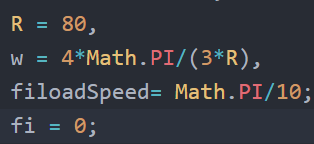 R = 80,
w = 4*Math.PI/(3*R),
filoadSpeed= Math.PI/10;
fi = 0;